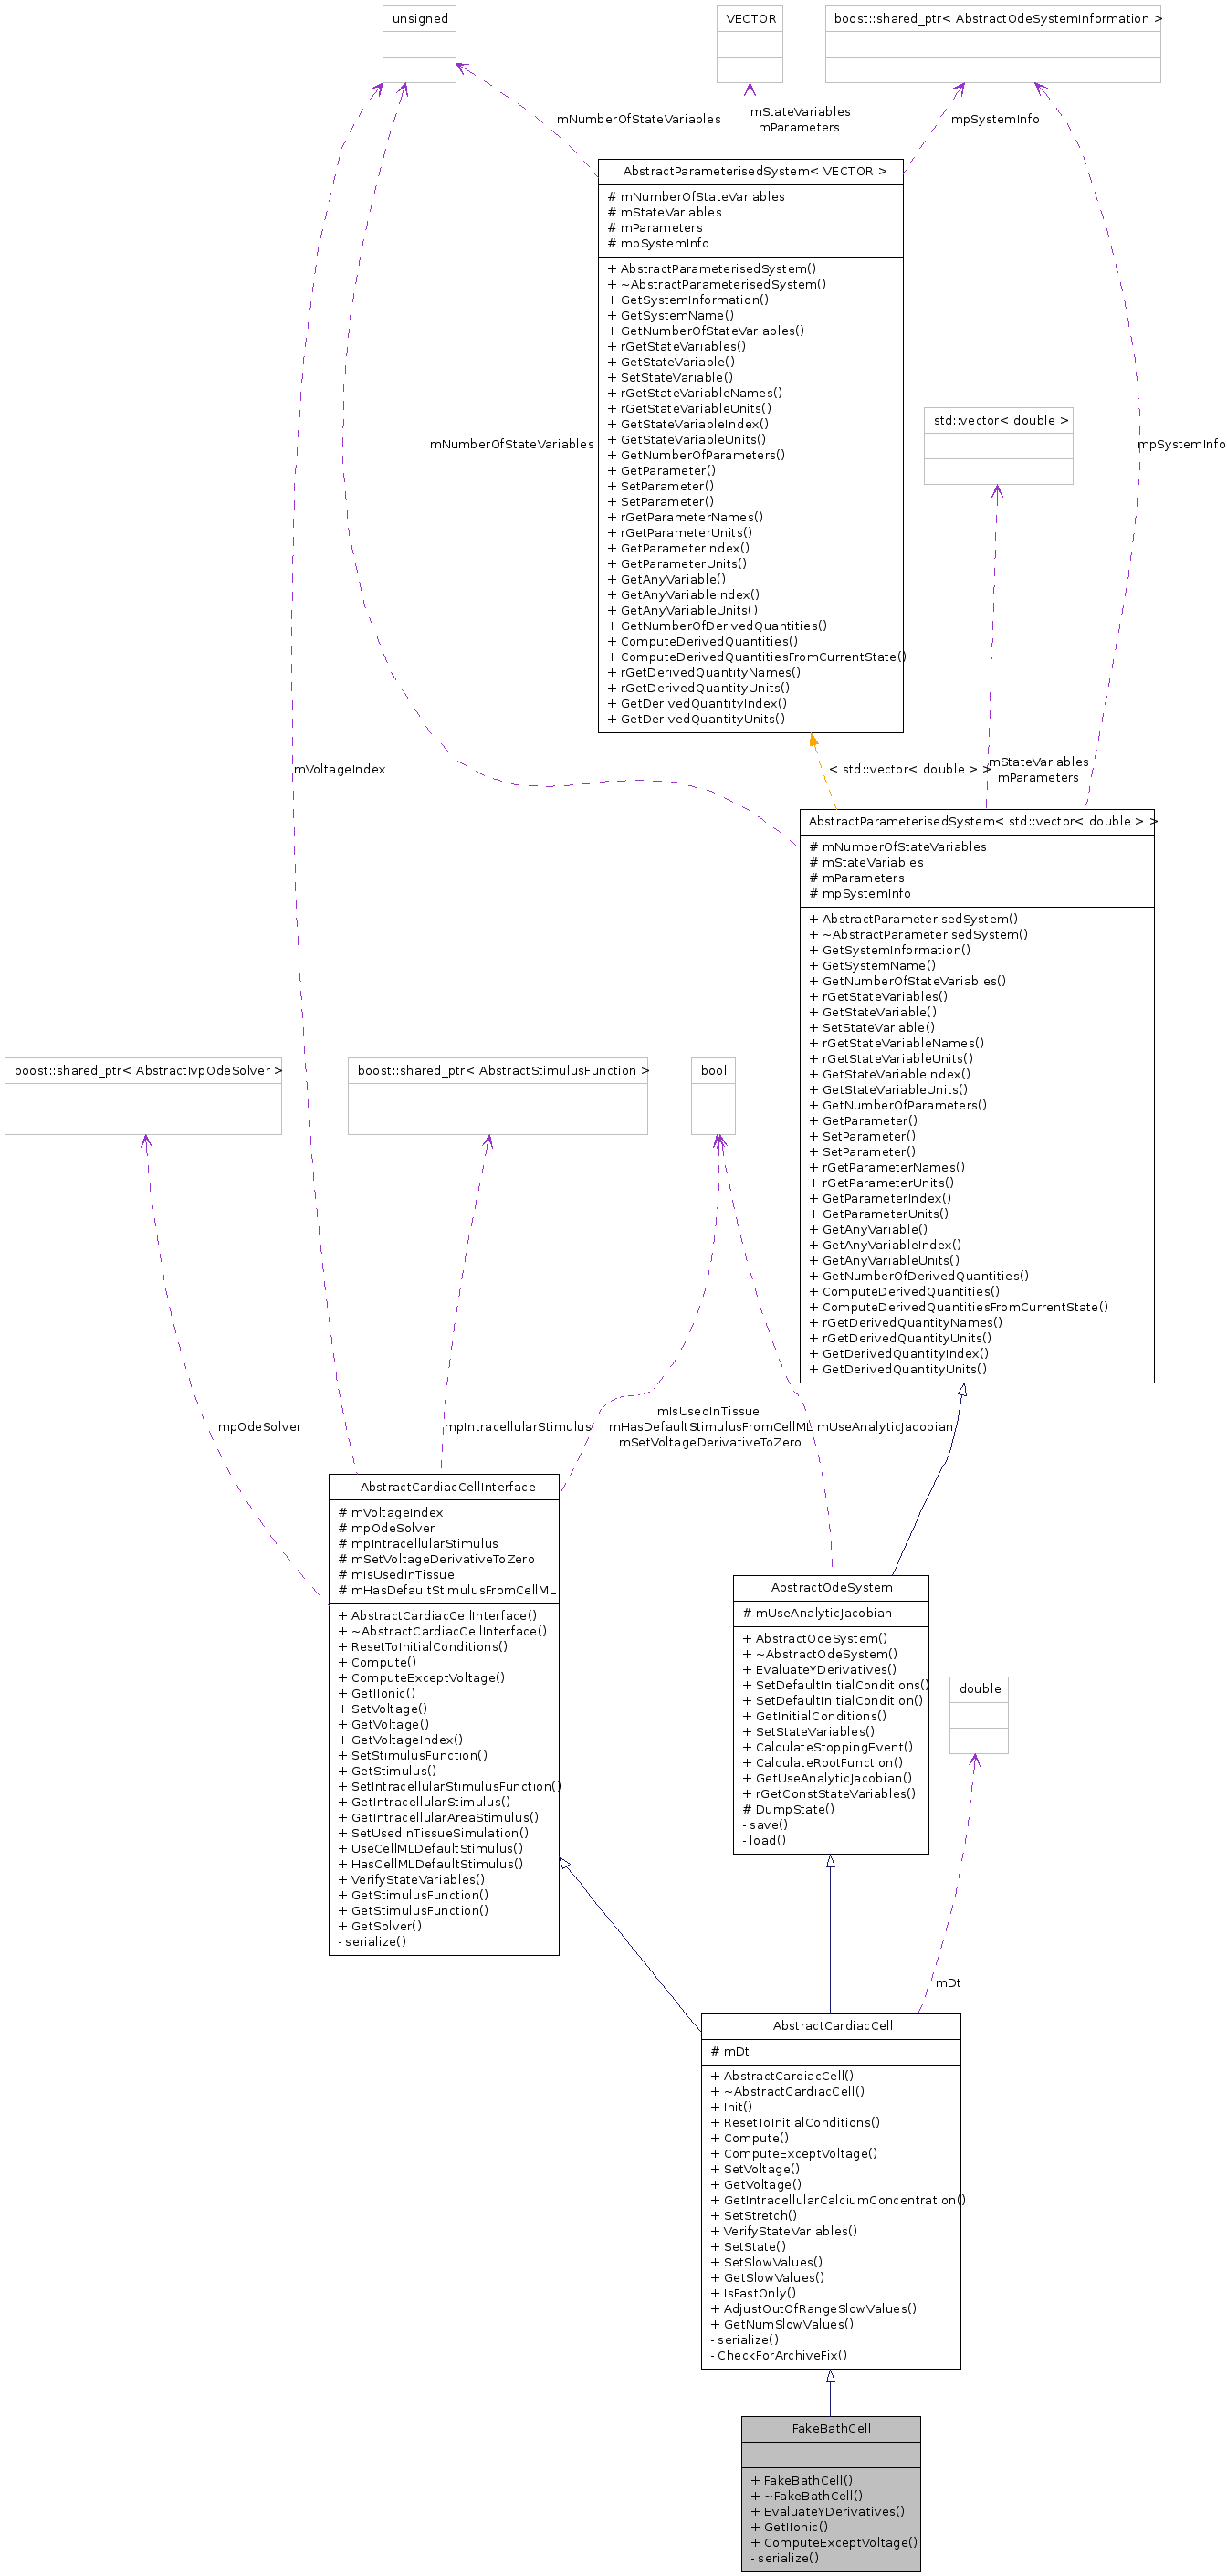 unsigned
VECTOR
boost::shared_ptr< AbstractOdeSystemInformation >
mNumberOfStateVariables
mStateVariables
mParameters
mpSystemInfo
AbstractParameterisedSystem< VECTOR >
# mNumberOfStateVariables
# mStateVariables
# mParameters
# mpSystemInfo
+ AbstractParameterisedSystem()
+ ~AbstractParameterisedSystem()
+ GetSystemInformation()
+ GetSystemName()
+ GetNumberOfStateVariables()
+ rGetStateVariables()
+ GetStateVariable()
+ SetStateVariable()
+ rGetStateVariableNames()
+ rGetStateVariableUnits()
+ GetStateVariableIndex()
+ GetStateVariableUnits()
+ GetNumberOfParameters()
+ GetParameter()
+ SetParameter()
+ SetParameter()
+ rGetParameterNames()
+ rGetParameterUnits()
+ GetParameterIndex()
+ GetParameterUnits()
+ GetAnyVariable()
+ GetAnyVariableIndex()
+ GetAnyVariableUnits()
+ GetNumberOfDerivedQuantities()
+ ComputeDerivedQuantities()
+ ComputeDerivedQuantitiesFromCurrentState()
+ rGetDerivedQuantityNames()
+ rGetDerivedQuantityUnits()
+ GetDerivedQuantityIndex()
+ GetDerivedQuantityUnits()
std::vector< double >
mNumberOfStateVariables
mpSystemInfo
mVoltageIndex
< std::vector< double > >
mStateVariables
mParameters
AbstractParameterisedSystem< std::vector< double > >
# mNumberOfStateVariables
# mStateVariables
# mParameters
# mpSystemInfo
+ AbstractParameterisedSystem()
+ ~AbstractParameterisedSystem()
+ GetSystemInformation()
+ GetSystemName()
+ GetNumberOfStateVariables()
+ rGetStateVariables()
+ GetStateVariable()
+ SetStateVariable()
+ rGetStateVariableNames()
+ rGetStateVariableUnits()
+ GetStateVariableIndex()
+ GetStateVariableUnits()
+ GetNumberOfParameters()
+ GetParameter()
+ SetParameter()
+ SetParameter()
+ rGetParameterNames()
+ rGetParameterUnits()
+ GetParameterIndex()
+ GetParameterUnits()
+ GetAnyVariable()
+ GetAnyVariableIndex()
+ GetAnyVariableUnits()
+ GetNumberOfDerivedQuantities()
+ ComputeDerivedQuantities()
+ ComputeDerivedQuantitiesFromCurrentState()
+ rGetDerivedQuantityNames()
+ rGetDerivedQuantityUnits()
+ GetDerivedQuantityIndex()
+ GetDerivedQuantityUnits()
boost::shared_ptr< AbstractIvpOdeSolver >
boost::shared_ptr< AbstractStimulusFunction >
bool
mpOdeSolver
mpIntracellularStimulus
mIsUsedInTissue
mHasDefaultStimulusFromCellML
mSetVoltageDerivativeToZero
mUseAnalyticJacobian
AbstractCardiacCellInterface
# mVoltageIndex
# mpOdeSolver
# mpIntracellularStimulus
# mSetVoltageDerivativeToZero
# mIsUsedInTissue
# mHasDefaultStimulusFromCellML
+ AbstractCardiacCellInterface()
+ ~AbstractCardiacCellInterface()
+ ResetToInitialConditions()
+ Compute()
+ ComputeExceptVoltage()
+ GetIIonic()
+ SetVoltage()
+ GetVoltage()
+ GetVoltageIndex()
+ SetStimulusFunction()
+ GetStimulus()
+ SetIntracellularStimulusFunction()
+ GetIntracellularStimulus()
+ GetIntracellularAreaStimulus()
+ SetUsedInTissueSimulation()
+ UseCellMLDefaultStimulus()
+ HasCellMLDefaultStimulus()
+ VerifyStateVariables()
+ GetStimulusFunction()
+ GetStimulusFunction()
+ GetSolver()
- serialize()
AbstractOdeSystem
# mUseAnalyticJacobian
+ AbstractOdeSystem()
+ ~AbstractOdeSystem()
+ EvaluateYDerivatives()
+ SetDefaultInitialConditions()
+ SetDefaultInitialCondition()
+ GetInitialConditions()
+ SetStateVariables()
+ CalculateStoppingEvent()
+ CalculateRootFunction()
+ GetUseAnalyticJacobian()
+ rGetConstStateVariables()
# DumpState()
- save()
- load()
double
mDt
AbstractCardiacCell
# mDt
+ AbstractCardiacCell()
+ ~AbstractCardiacCell()
+ Init()
+ ResetToInitialConditions()
+ Compute()
+ ComputeExceptVoltage()
+ SetVoltage()
+ GetVoltage()
+ GetIntracellularCalciumConcentration()
+ SetStretch()
+ VerifyStateVariables()
+ SetState()
+ SetSlowValues()
+ GetSlowValues()
+ IsFastOnly()
+ AdjustOutOfRangeSlowValues()
+ GetNumSlowValues()
- serialize()
- CheckForArchiveFix()
FakeBathCell
+ FakeBathCell()
+ ~FakeBathCell()
+ EvaluateYDerivatives()
+ GetIIonic()
+ ComputeExceptVoltage()
- serialize()